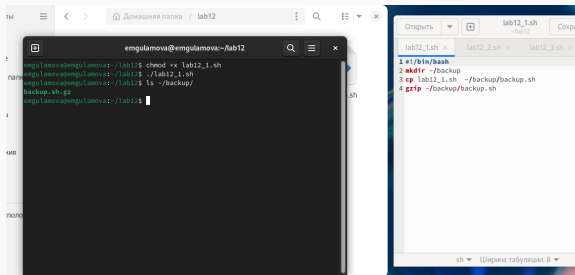 лы
Домашняя папка / lab12
emgulamova@emgulamova:~/lab12
emgulamova@emgulamova:~/lab12$ chmod +x lab12_1.sh
emgulamova@emgulamova:~/lab12$ ./lab12_1.sh
emgulamova@emgulamova:~/lab12$ ls ~/backup/
backup.sh.gz
emgulamova@emgulamova:~/lab12$
.sh
Открыть
lab12_1.sh
~/lab12
Сохра
lab12_1.sh × lab12_2.sh × lab12_3.sh ×
1 #!/bin/bash
2 mkdir ~/backup
3 cp lab12_1.sh ~/backup/backup.sh
4 gzip ~/backup/backup.sh
sh Ширина табуляции: 8